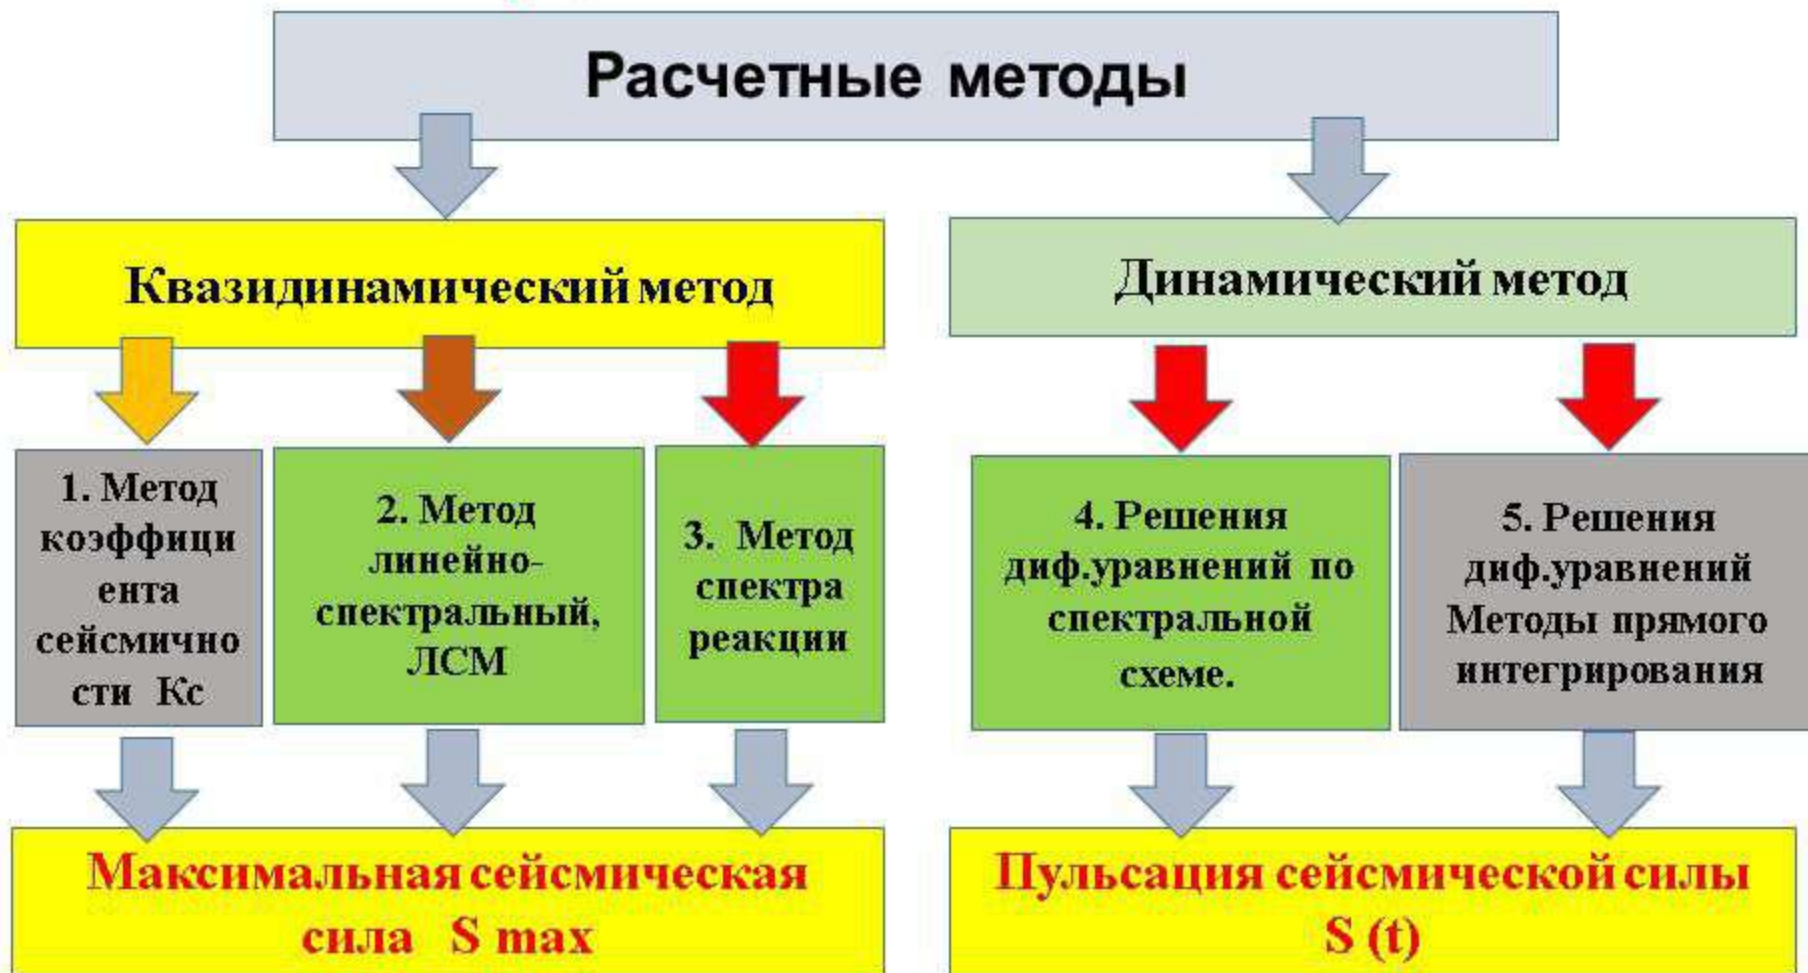 Расчетные методы
Квазидинамический метод
Динамический метод
1. Метод
коэффици
ента
сейсмично
сти Кс
2. Метод
линейно-
спектральный,
ЛСМ
3. Метод
спектра
реакции
4. Решения
диф.уравнений по
спектральной
схеме.
5. Решения
диф.уравнений
Методы прямого
интегрирования
Максимальная сейсмическая
сила S max
Пульсация сейсмической силы
S (t)